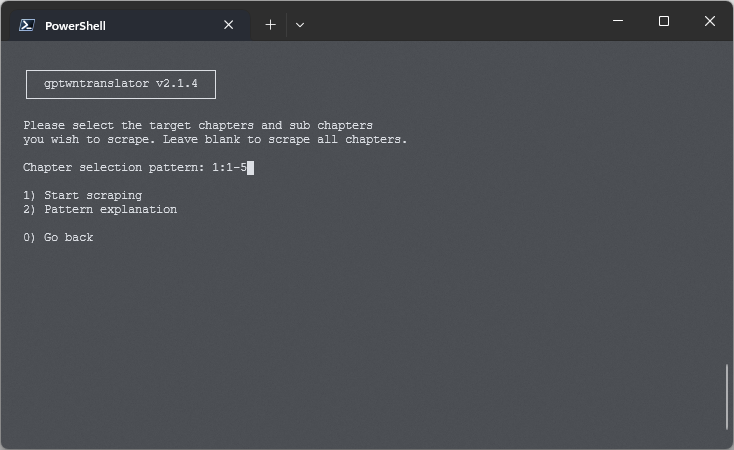 PowerShell
gptwntranslator v2.1.4
Please select the target chapters and sub chapters
you wish to scrape. Leave blank to scrape all chapters.
Chapter selection pattern: 1:1-5
1) Start scraping
2) Pattern explanation
0) Go back